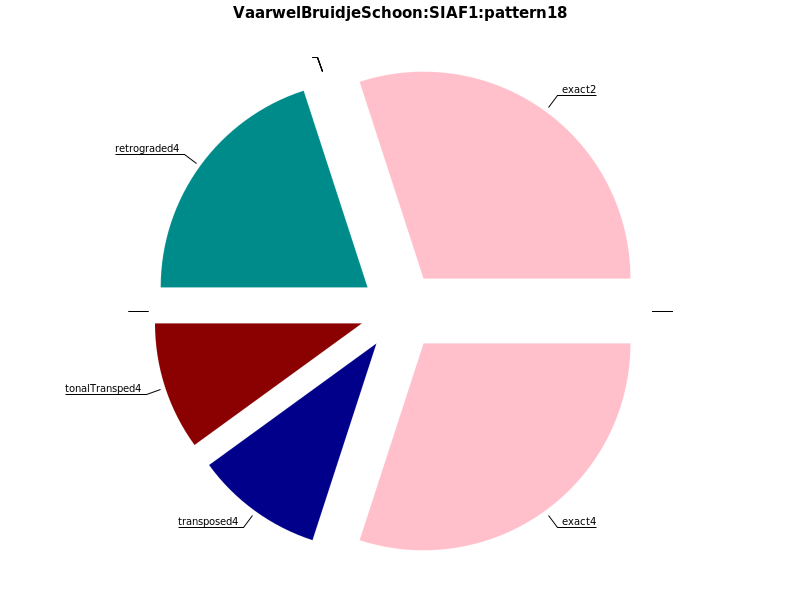 VaarwelBruidjeSchoon:SIAF1:pattern18
exact2
retrograded4
tonalTransped4
transposed4
exact4